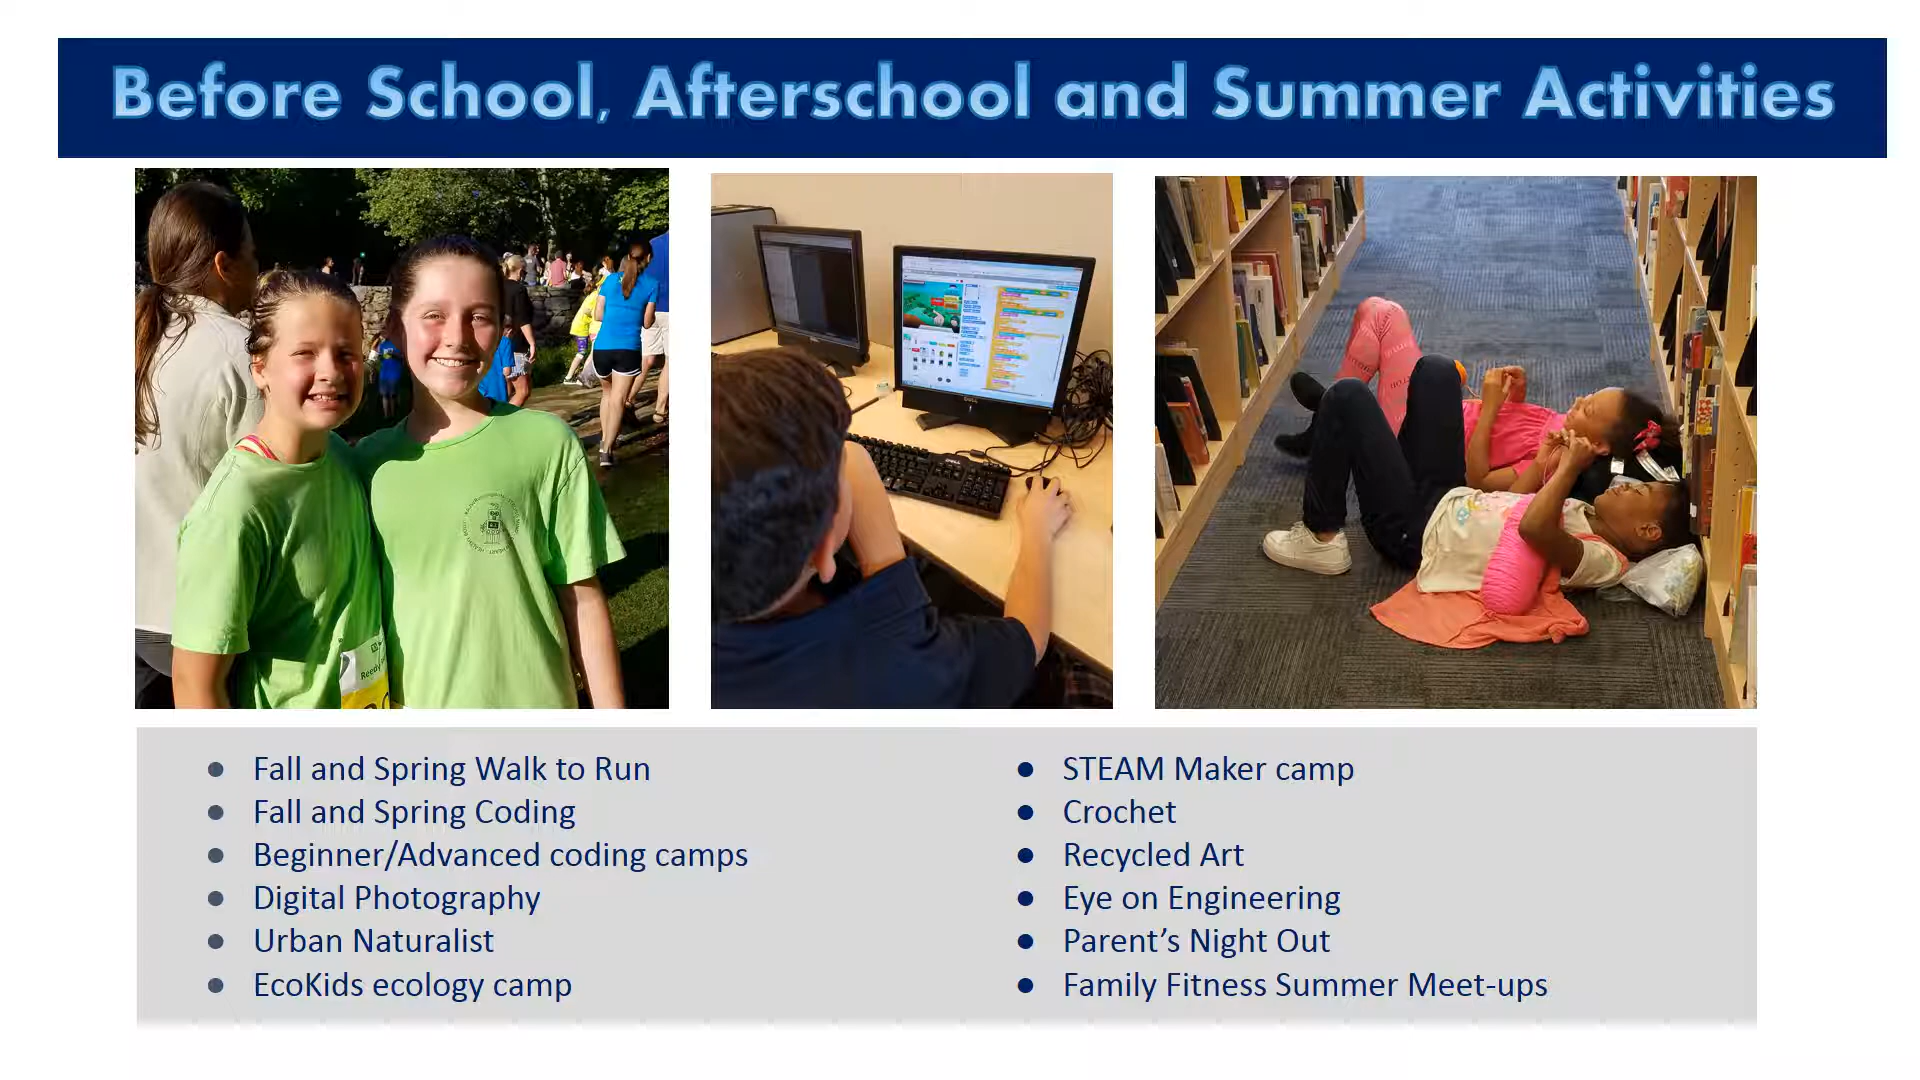 Before School, Afterschool and Summer Activities
Reedy
DELL
Fall and Spring Walk to Run
Fall and Spring Coding
Beginner/Advanced coding camps
Digital Photography
Urban Naturalist
EcoKids ecology camp
STEAM Maker camp
Crochet
Recycled Art
Eye on Engineering
Parent’s Night Out
Family Fitness Summer Meet-ups